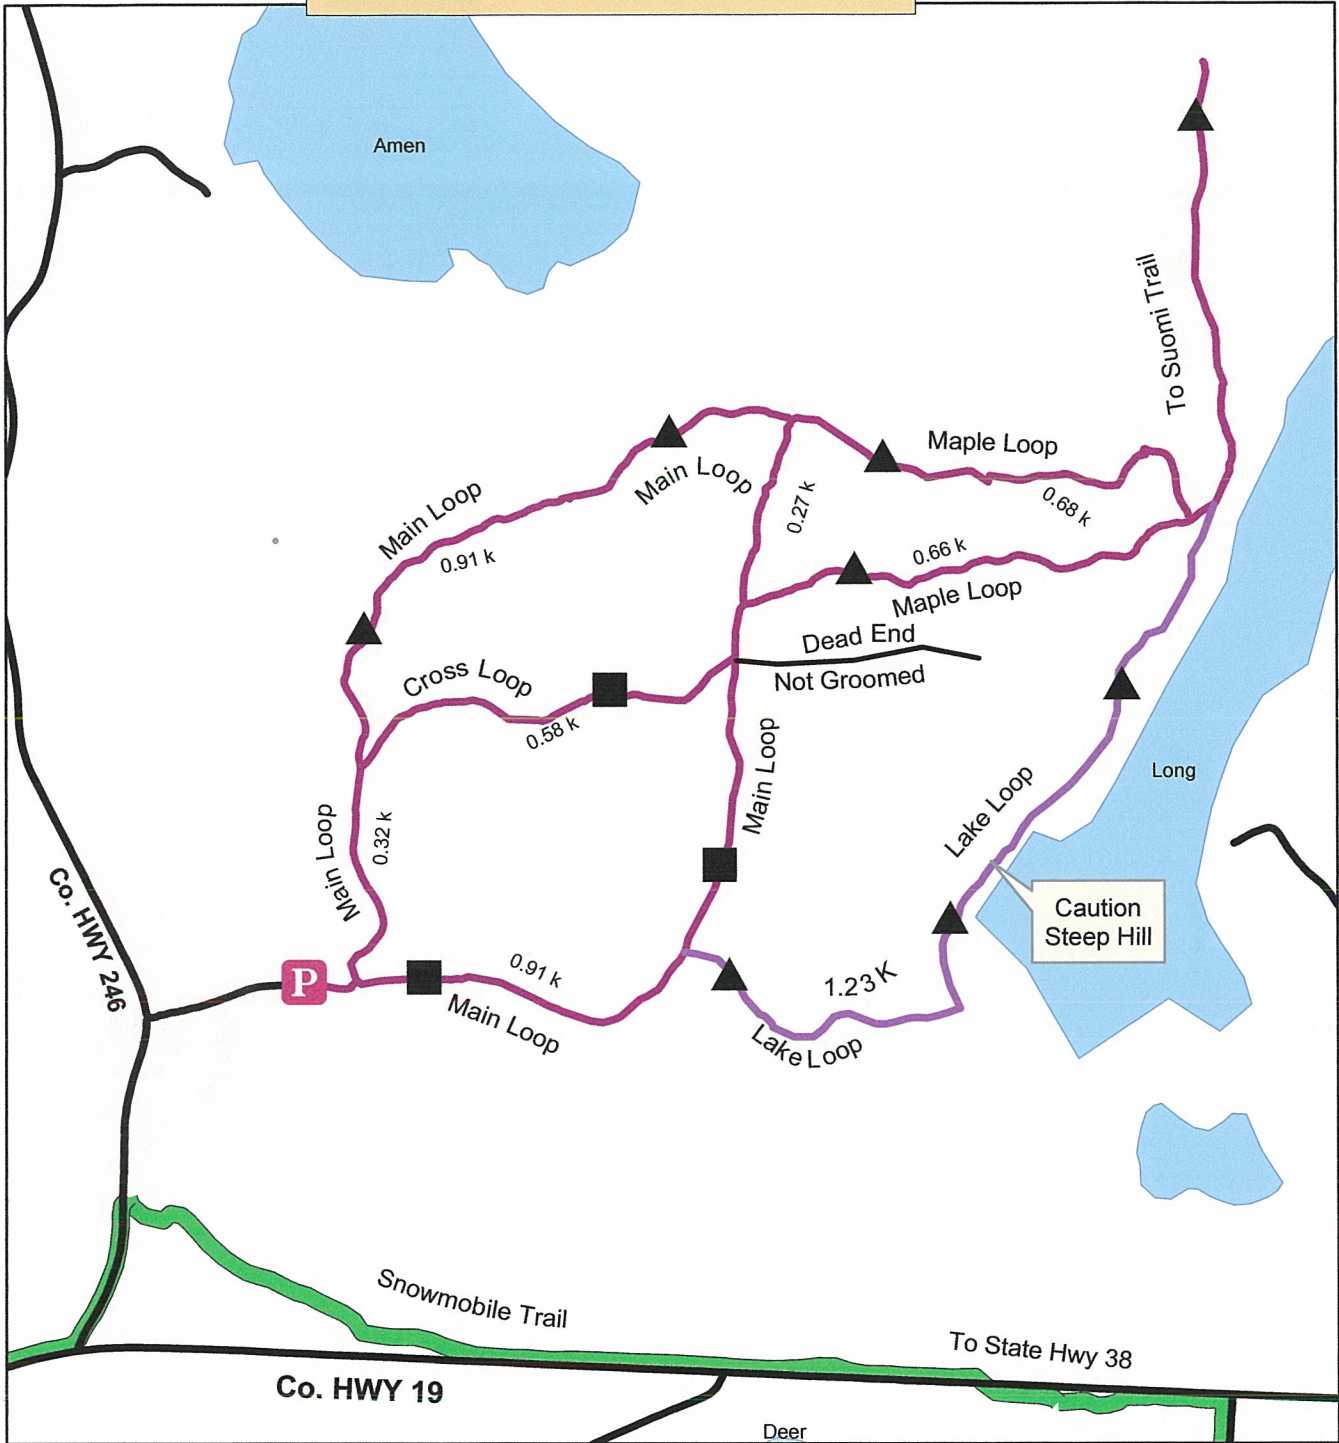 Amen
To Suomi Trail
Maple Loop
0.68 k
Main Loop
Main Loop
0.91 k
0.27 k
0.66 k
Maple Loop
Dead End
Not Groomed
Cross Loop
0.58 k
Main Loop
Long
Lake Loop
Main Loop
0.32 k
Caution
Steep Hill
Co. HWY 246
P
0.91 k
Main Loop
1.23K
Lake Loop
Snowmobile Trail
To State Hwy 38
Co. HWY 19
Deer